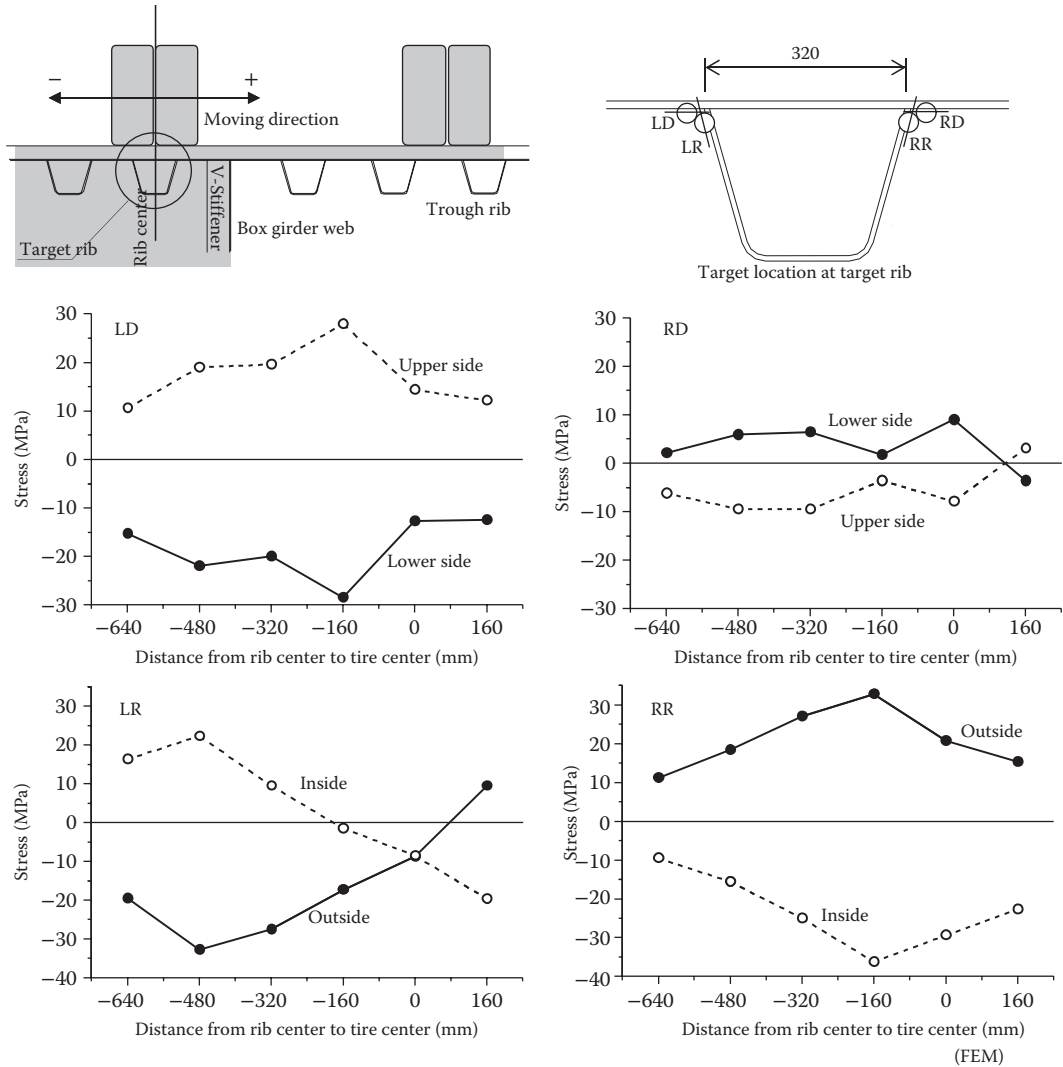 − +
Moving direction
Target rib
Rib center
V-Stiffener
Box girder web
Trough rib
320
LD
LR
RD
RR
Target location at target rib
LD
Upper side
Lower side
30
20
10
0
−10
−20
−30
Stress (MPa)
−640 −480 −320 −160 0 160
Distance from rib center to tire center (mm)
RD
Lower side
Upper side
30
20
10
0
−10
−20
−30
Stress (MPa)
−640 −480 −320 −160 0 160
Distance from rib center to tire center (mm)
LR
Inside
Outside
30
20
10
0
−10
−20
−30
−40
Stress (MPa)
−640 −480 −320 −160 0 160
Distance from rib center to tire center (mm)
RR
Outside
Inside
30
20
10
0
−10
−20
−30
−40
Stress (MPa)
−640 −480 −320 −160 0 160
Distance from rib center to tire center (mm)
(FEM)